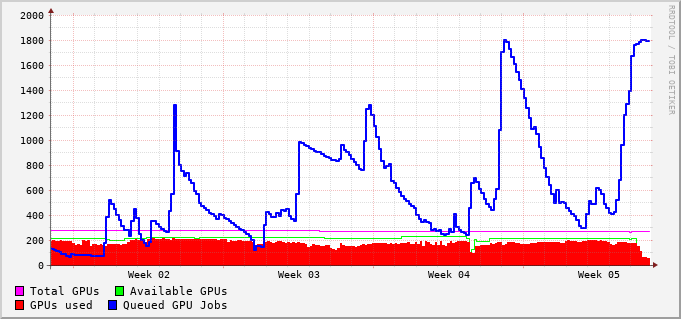 2000
1800
1600
1400
1200
1000
800
600
400
200
0
Week 02 Week 03 Week 04 Week 05
Total GPUs Available GPUs
GPUs used Queued GPU Jobs
RRDTOOL / TOBI OETIKER